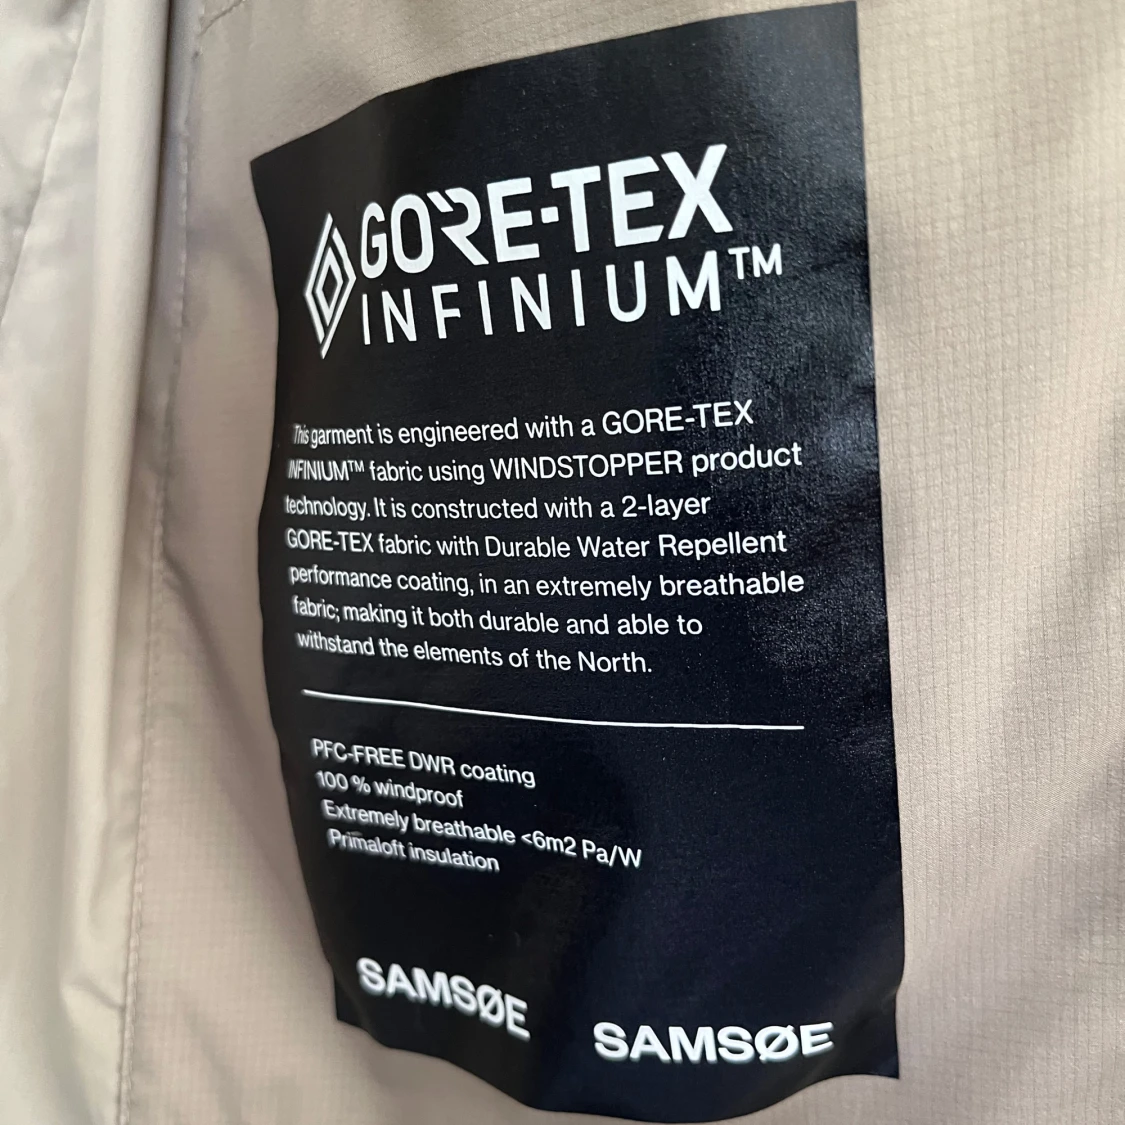 GORE-TEX
INFINIUM™
This garment is engineered with a GORE-TEX
INFINIUM™ fabric using WINDSTOPPER product
technology. It is constructed with a 2-layer
GORE-TEX fabric with Durable Water Repellent
performance coating, in an extremely breathable
fabric; making it both durable and able to
withstand the elements of the North.
PFC-FREE DWR coating
100 % windproof
Extremely breathable <6m2 Pa/W
Primaloft insulation
SAMSØE SAMSØE